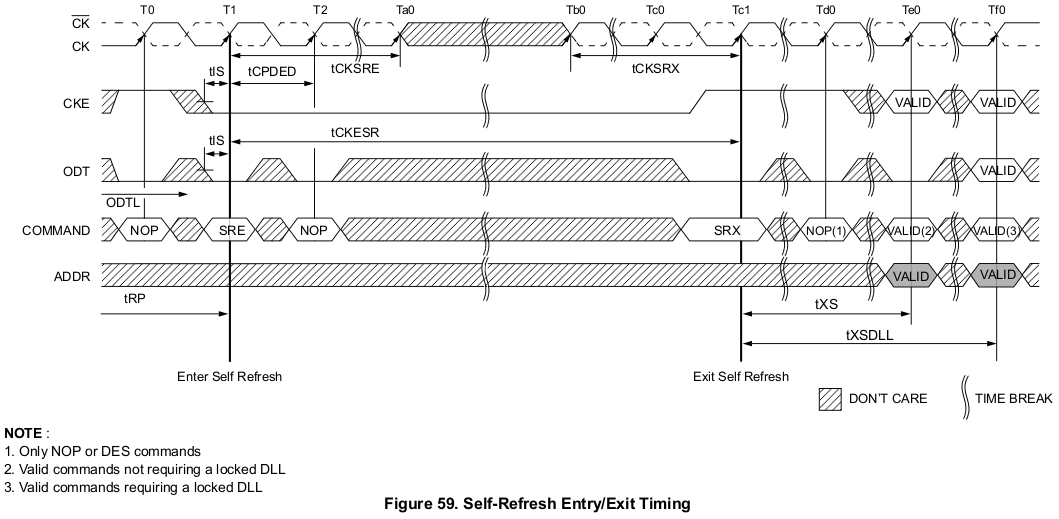 T0 T1 T2 Ta0 Tb0 Tc0 Tc1 Td0 Te0 Tf0
CK
CK
tIS tCPDED tCKSRE tCKSRX
CKE VALID VALID
tIS tCKESR
ODT VALID
ODTL
COMMAND NOP SRE NOP SRX NOP(1) VALID(2) VALID(3)
ADDR VALID VALID
tRP tXS
tXSDLL
Enter Self Refresh Exit Self Refresh
DON'T CARE TIME BREAK
NOTE :
1. Only NOP or DES commands
2. Valid commands not requiring a locked DLL
3. Valid commands requiring a locked DLL
Figure 59. Self-Refresh Entry/Exit Timing